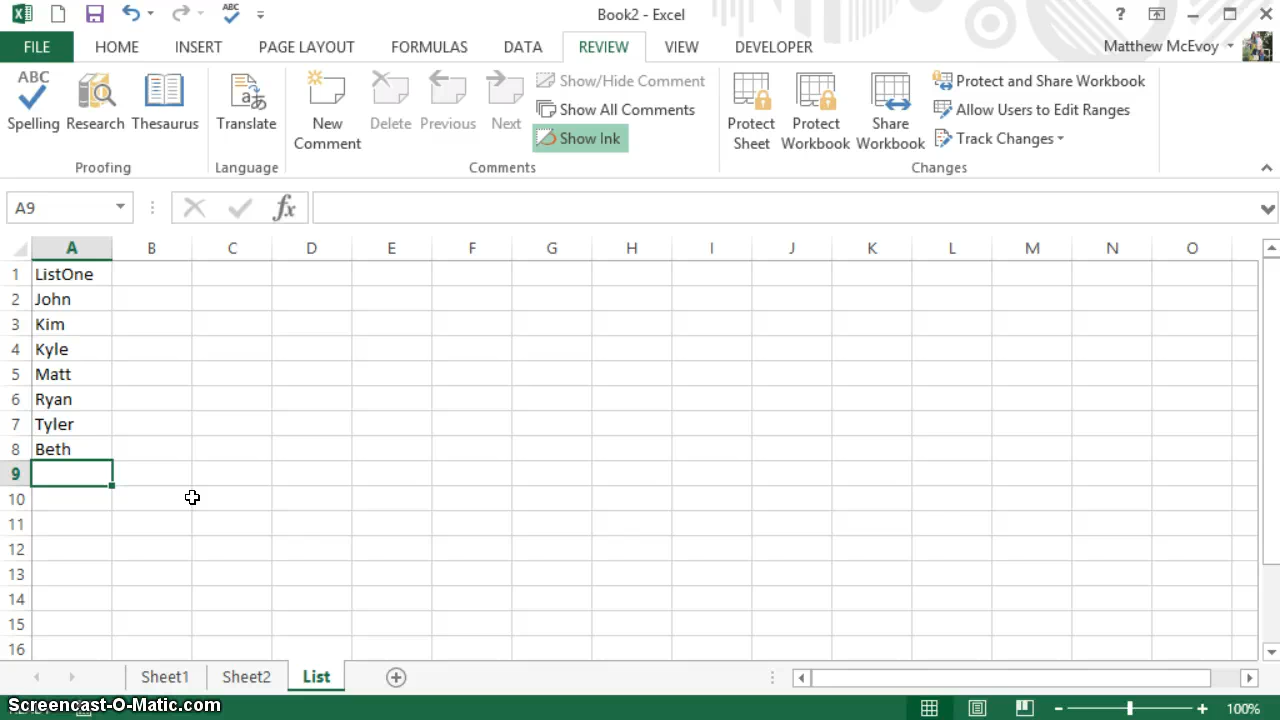 Book2 - Excel
?
FILE HOME INSERT PAGE LAYOUT FORMULAS DATA REVIEW VIEW DEVELOPER Matthew McEvoy
ABC
Spelling Research Thesaurus Translate New Comment Delete Previous Next
Show/Hide Comment
Show All Comments
Show Ink
Protect Sheet Protect Workbook Share Workbook
Protect and Share Workbook
Allow Users to Edit Ranges
Track Changes
Proofing Language Comments Changes
A9 fx
A B C D E F G H I J K L M N O
1 ListOne
2 John
3 Kim
4 Kyle
5 Matt
6 Ryan
7 Tyler
8 Beth
9
10
11
12
13
14
15
16
Sheet1 Sheet2 List
Screencast-O-Matic.com 100%